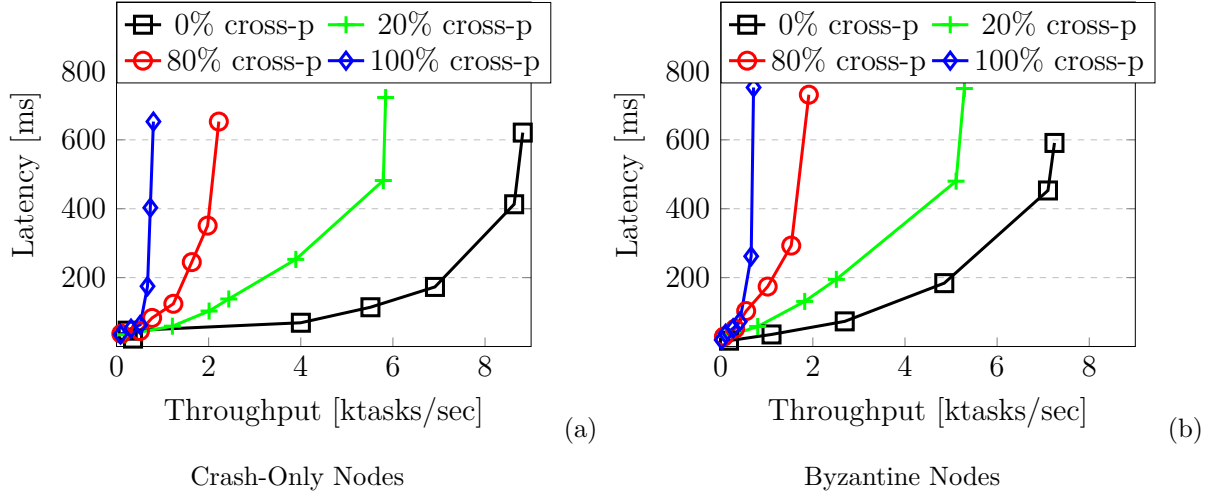 0% cross-p 20% cross-p
80% cross-p 100% cross-p
800
600
400
200
0 2 4 6 8
Latency [ms]
Throughput [ktasks/sec]
(a)
Crash-Only Nodes
0% cross-p 20% cross-p
80% cross-p 100% cross-p
800
600
400
200
0 2 4 6 8
Latency [ms]
Throughput [ktasks/sec]
(b)
Byzantine Nodes